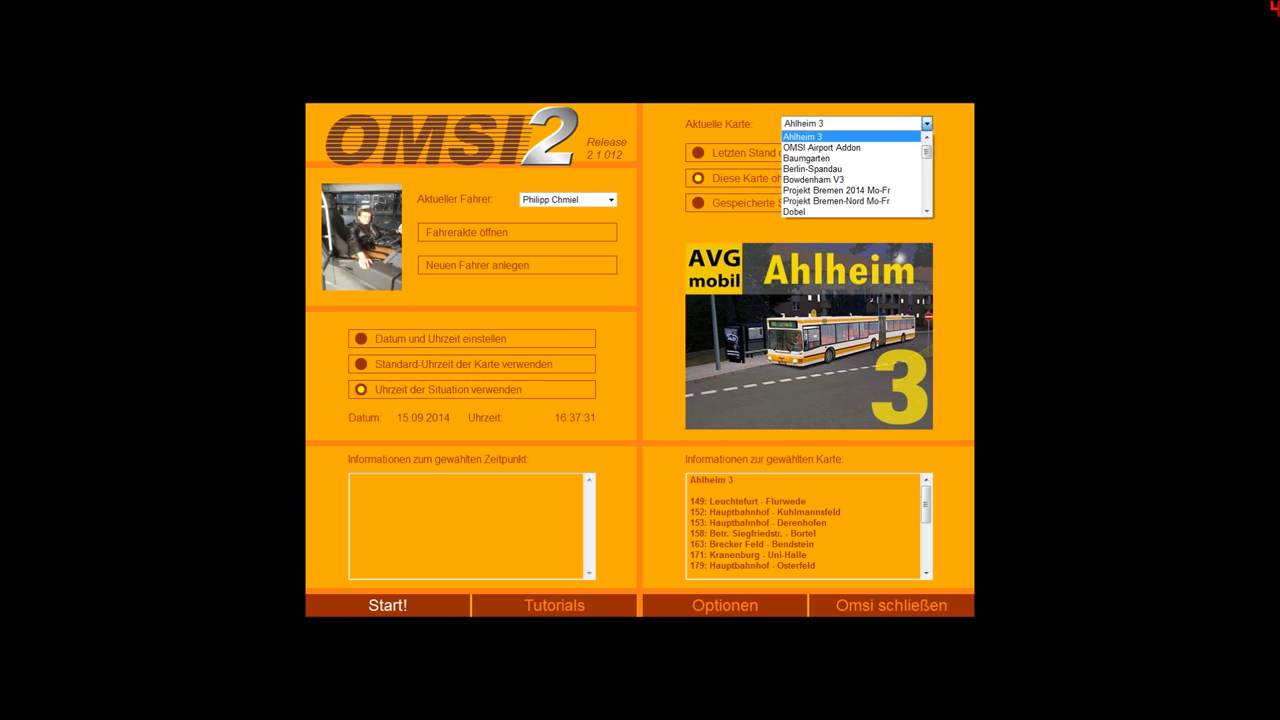 4
OMSI 2
Release
2.1.012
Aktueller Fahrer:
Philipp Chmiel
Fahrerakte öffnen
Neuen Fahrer anlegen
Datum und Uhrzeit einstellen
Standard-Uhrzeit der Karte verwenden
Uhrzeit der Situation verwenden
Datum: 15.09.2014 Uhrzeit: 16:37:31
Informationen zum gewählten Zeitpunkt:
Aktuelle Karte:
Ahlheim 3
Ahlheim 3
OMSI Airport Addon
Baumgarten
Berlin-Spandau
Bowdenham V3
Projekt Bremen 2014 Mo-Fr
Projekt Bremen-Nord Mo-Fr
Dobel
Letzten Stand
Diese Karte
Gespeicherte
AVG
mobil
Ahlheim
3
Informationen zur gewählten Karte:
Ahlheim 3
149: Leuchtefurt - Flurwede
152: Hauptbahnhof - Kuhlmannsfeld
153: Hauptbahnhof - Derenhofen
158: Betr. Siegfriedstr. - Bortel
163: Brecker Feld - Bendstein
171: Kranenburg - Uni-Halle
179: Hauptbahnhof - Osterfeld
Start!
Tutorials
Optionen
Omsi schließen